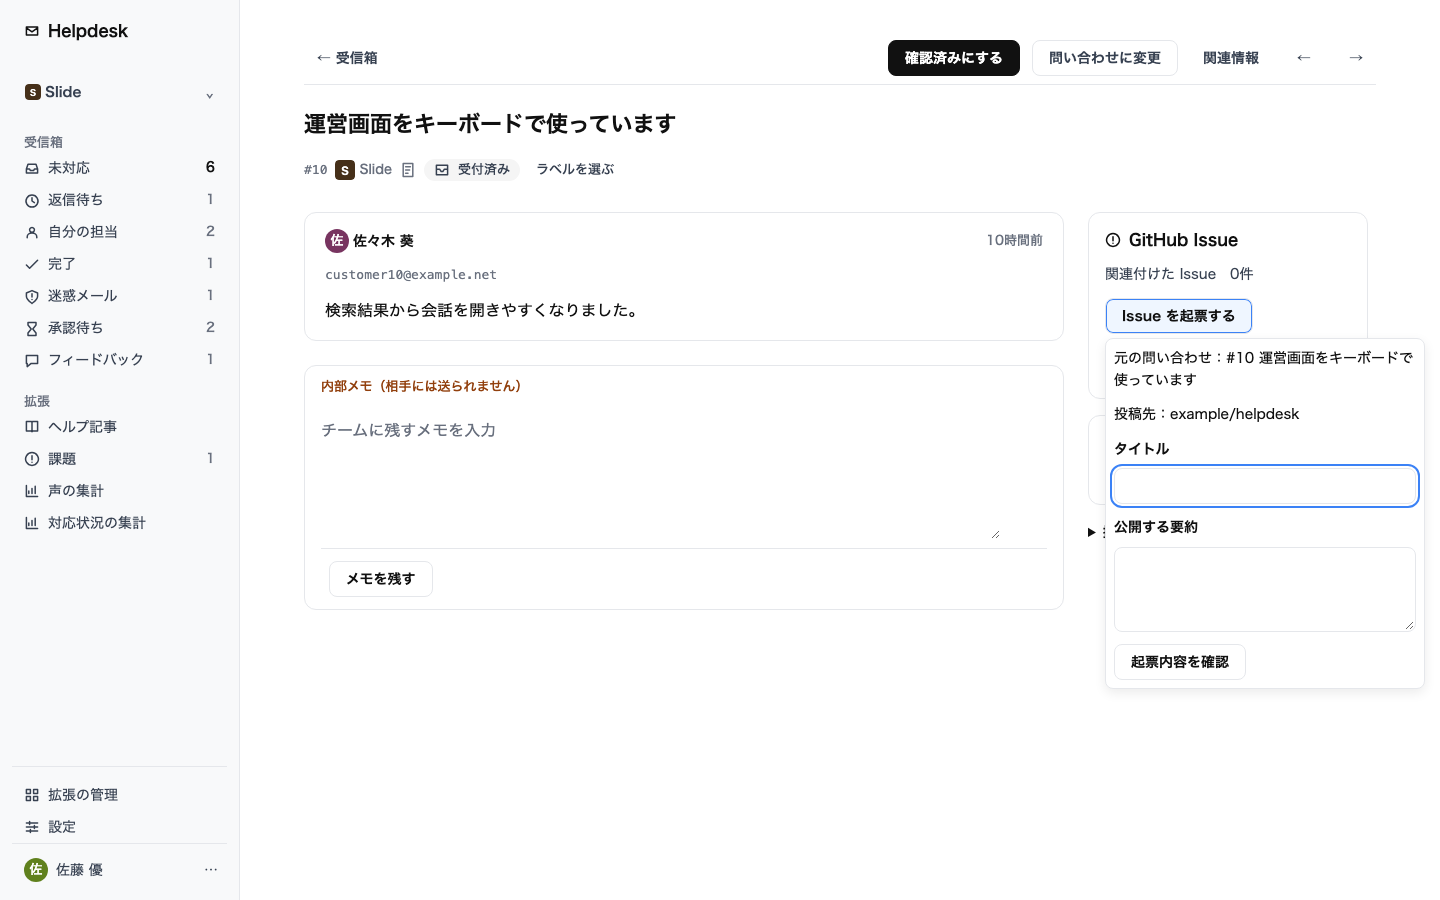 Helpdesk
S Slide
受信箱
未対応 6
返信待ち 1
自分の担当 2
完了 1
迷惑メール 1
承認待ち 2
フィードバック 1
拡張
ヘルプ記事
課題 1
声の集計
対応状況の集計
拡張の管理
設定
佐 佐藤 優 …
← 受信箱
確認済みにする
問い合わせに変更
関連情報
← →
運営画面をキーボードで使っています
#10 S Slide 受付済み ラベルを選ぶ
佐 佐々木 葵 10時間前
customer10@example.net
検索結果から会話を開きやすくなりました。
内部メモ（相手には送られません）
チームに残すメモを入力
メモを残す
GitHub Issue
関連付けた Issue 0件
Issue を起票する
元の問い合わせ：#10 運営画面をキーボードで
使っています
投稿先：example/helpdesk
タイトル
公開する要約
起票内容を確認